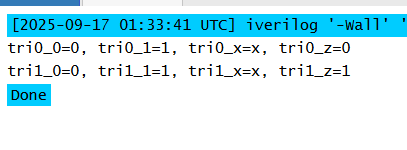 [2025-09-17 01:33:41 UTC] iverilog '-Wall' '
tri0_0=0, tri0_1=1, tri0_x=x, tri0_z=0
tri1_0=0, tri1_1=1, tri1_x=x, tri1_z=1
Done